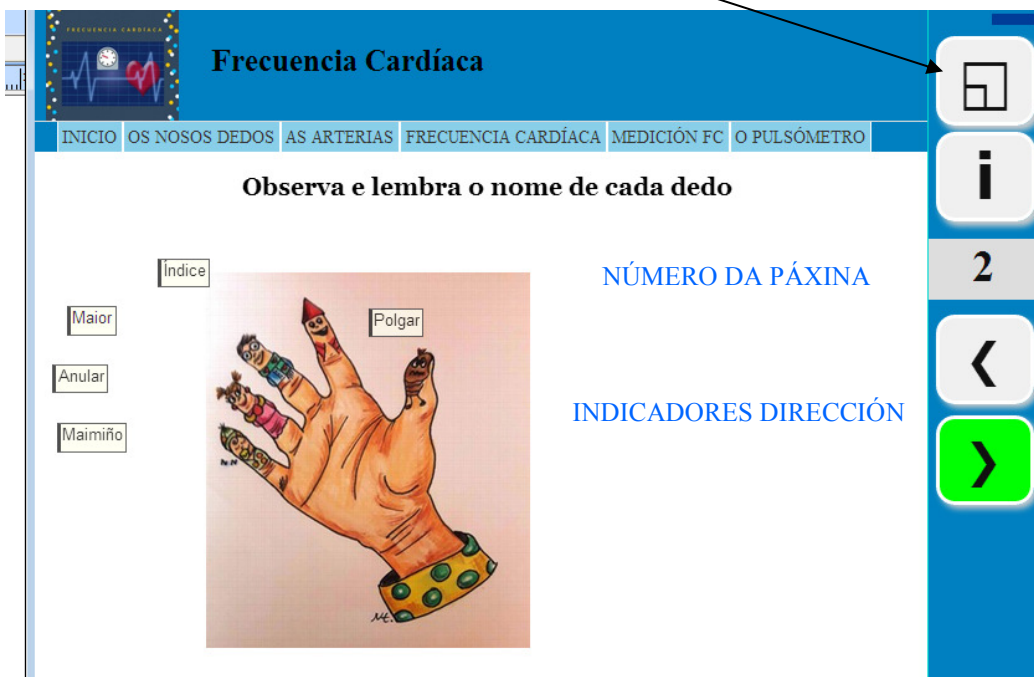 FRECUENCIA CARDIACA
Frecuencia Cardíaca
INICIO OS NOSOS DEDOS AS ARTERIAS FRECUENCIA CARDÍACA MEDICIÓN FC O PULSÓMETRO
i
Observa e lembra o nome de cada dedo
Índice
NÚMERO DA PÁXINA
2
Maior
Polgar
Anular
INDICADORES DIRECCIÓN
Maimiño